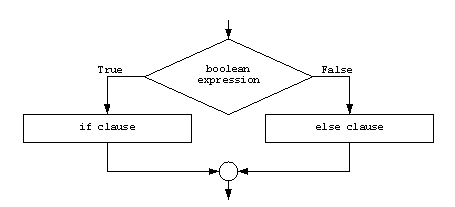 True
boolean
expression
False
if clause
else clause